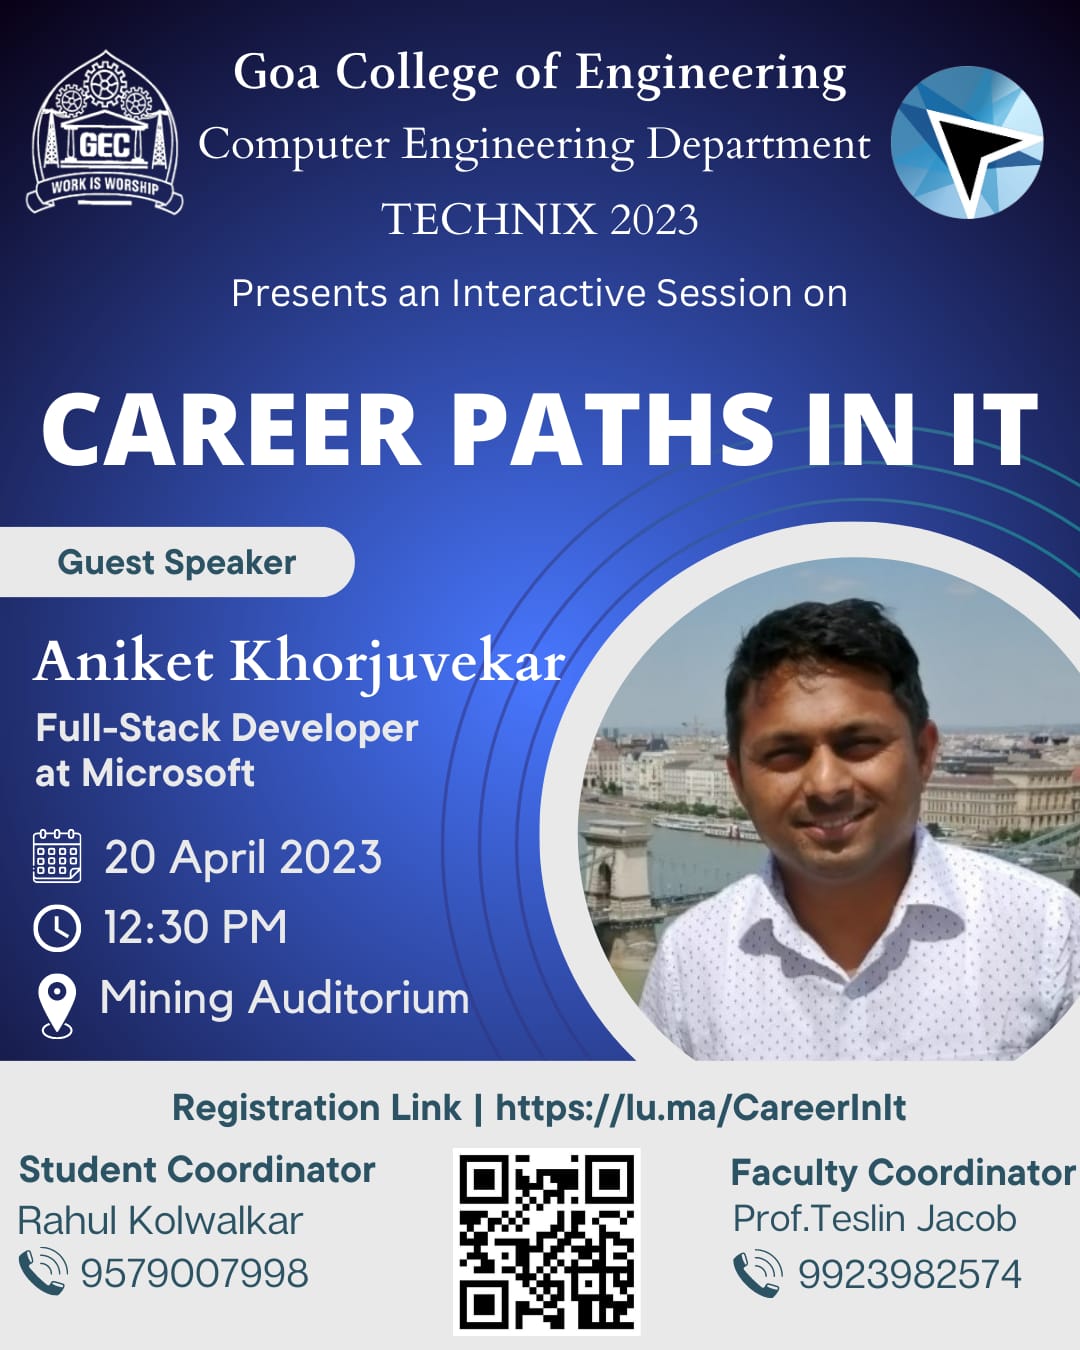 GEC
WORK IS WORSHIP
Goa College of Engineering
Computer Engineering Department
TECHNIX 2023
Presents an Interactive Session on
CAREER PATHS IN IT
Guest Speaker
Aniket Khorjuvekar
Full-Stack Developer
at Microsoft
20 April 2023
12:30 PM
Mining Auditorium
Registration Link | https://lu.ma/CareerInIt
Student Coordinator
Rahul Kolwalkar
9579007998
Faculty Coordinator
Prof.Teslin Jacob
9923982574